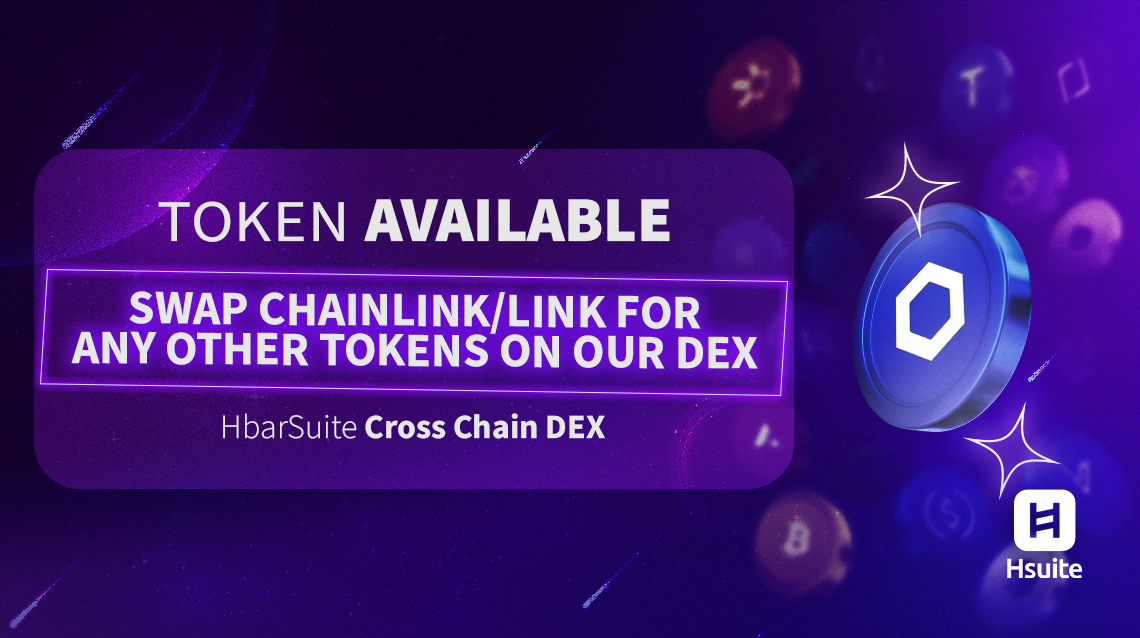 TOKEN AVAILABLE
SWAP CHAINLINK/LINK FOR
ANY OTHER TOKENS ON OUR DEX
HbarSuite Cross Chain DEX
Hsuite